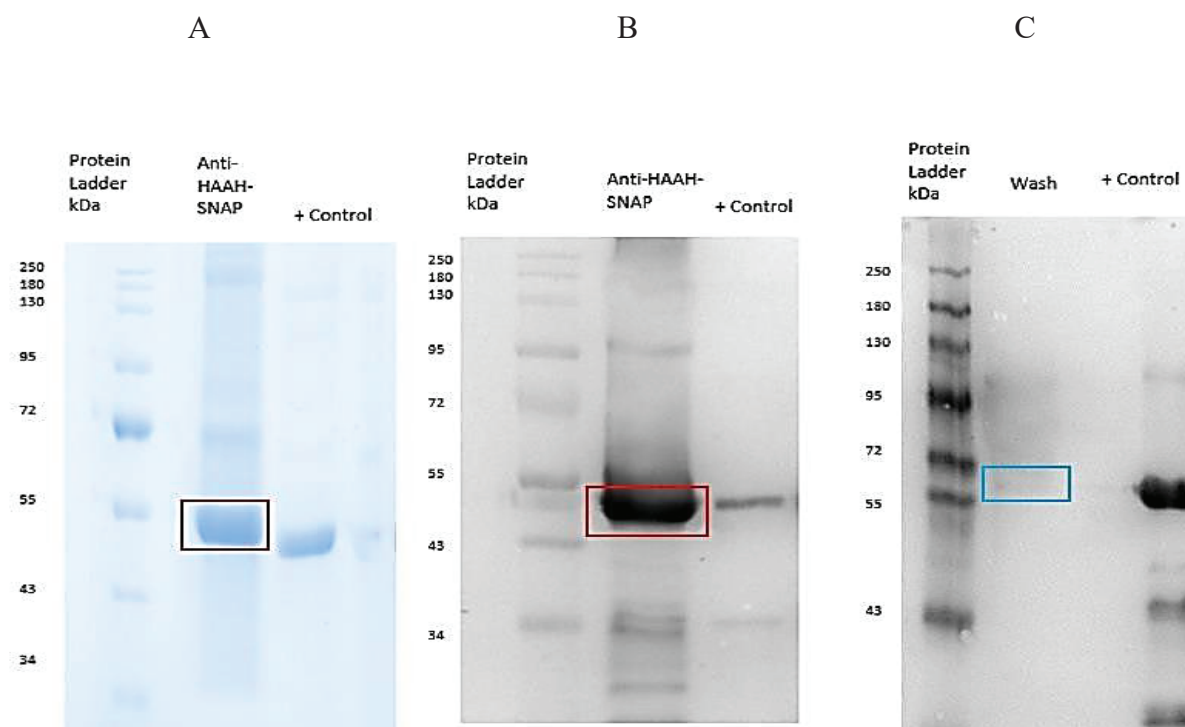 A
B
C
Protein
Ladder
kDa
Anti-
HAAH-
SNAP
+ Control
250
180
130
95
72
55
43
34
Protein
Ladder
kDa
Anti-HAAH-
SNAP
+ Control
250
180
130
95
72
55
43
34
Protein
Ladder
kDa
Wash
+ Control
250
180
130
95
72
55
43